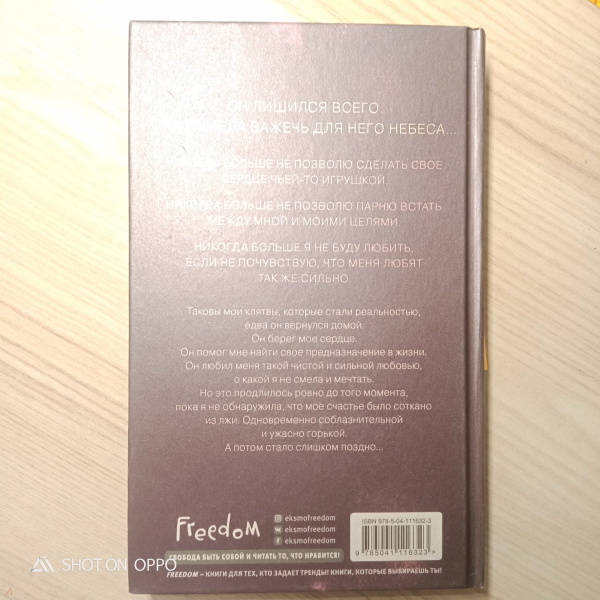 ОН ЛИШИЛСЯ ВСЕГО
ЗАЖЕЧЬ ДЛЯ НЕГО НЕБЕСА...
НИКОГДА БОЛЬШЕ НЕ ПОЗВОЛЮ СДЕЛАТЬ СВОЕ
СЕРДЦЕ ЧЬЕЙ-ТО ИГРУШКОЙ.
НИКОГДА БОЛЬШЕ НЕ ПОЗВОЛЮ ПАРНЮ ВСТАТЬ
МЕЖДУ МНОЙ И МОИМИ ЦЕЛЯМИ.
НИКОГДА БОЛЬШЕ Я НЕ БУДУ ЛЮБИТЬ,
ЕСЛИ НЕ ПОЧУВСТВУЮ, ЧТО МЕНЯ ЛЮБЯТ
ТАК ЖЕ СИЛЬНО.
Таковы мои клятвы, которые стали реальностью,
едва он вернулся домой.
Он берег мое сердце.
Он помог мне найти свое предназначение в жизни.
Он любил меня такой чистой и сильной любовью,
о какой я не смела и мечтать.
Но это продлилось ровно до того момента,
пока я не обнаружила, что мое счастье было соткано
из лжи. Одновременно соблазнительной
и ужасно горькой.
А потом стало слишком поздно...
Freedom
eksmofreedom
eksmofreedom
eksmofreedom
СВОБОДА БЫТЬ СОБОЙ И ЧИТАТЬ ТО, ЧТО НРАВИТСЯ!
FREEDOM – КНИГИ ДЛЯ ТЕХ, КТО ЗАДАЕТ ТРЕНДЫ! КНИГИ, КОТОРЫЕ ВЫБИРАЕШЬ ТЫ!
ISBN 978-5-04-111632-3
9 785041 116323 >
SHOT ON OPPO